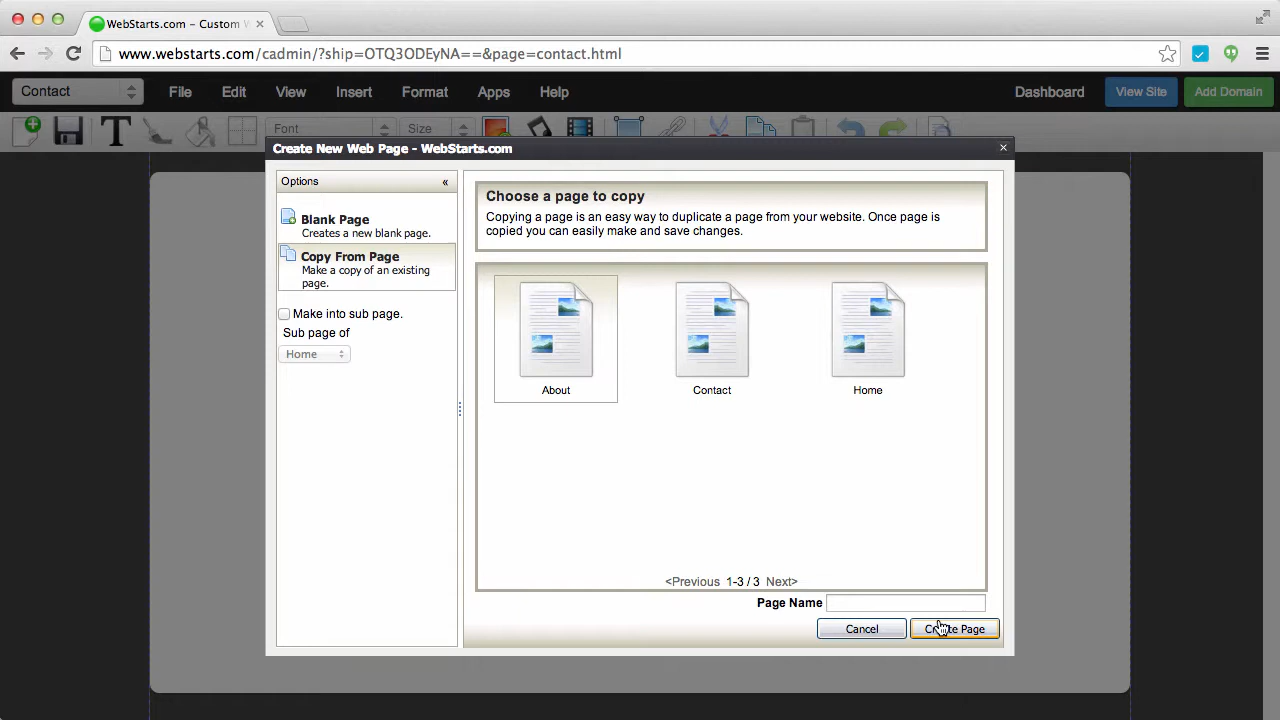 WebStarts.com - Custom W
www.webstarts.com/cadmin/?ship=OTQ3ODEyNA==&page=contact.html
Contact File Edit View Insert Format Apps Help Dashboard View Site Add Domain
Font Size
Create New Web Page - WebStarts.com
Options «
Blank Page
Creates a new blank page.
Copy From Page
Make a copy of an existing
page.
Make into sub page.
Sub page of
Home
Choose a page to copy
Copying a page is an easy way to duplicate a page from your website. Once page is
copied you can easily make and save changes.
About Contact Home
<Previous 1-3 / 3 Next>
Page Name
Cancel Create Page